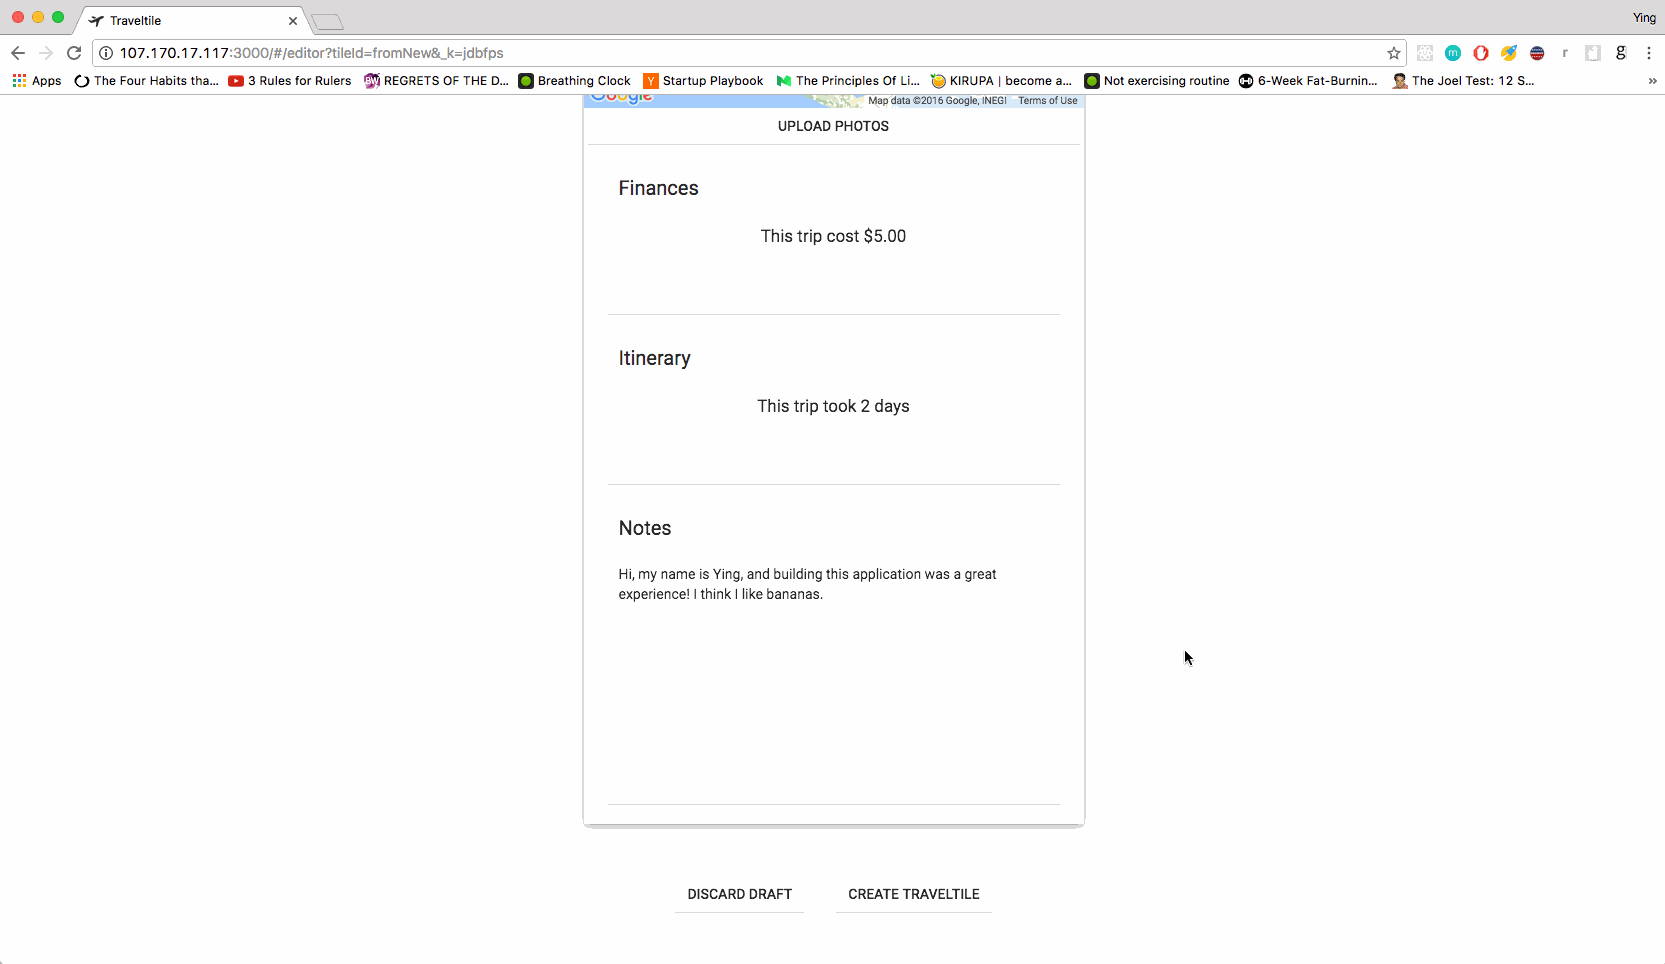 Traveltile
Ying
107.170.17.117:3000/#/editor?tileId=fromNew&_k=jdbfps
Apps
The Four Habits tha...
3 Rules for Rulers
REGRETS OF THE D...
Breathing Clock
Startup Playbook
The Principles Of Li...
KIRUPA | become a...
Not exercising routine
6-Week Fat-Burnin...
The Joel Test: 12 S...
»
Google
Map data ©2016 Google, INEGI
Terms of Use
UPLOAD PHOTOS
Finances
This trip cost $5.00
Itinerary
This trip took 2 days
Notes
Hi, my name is Ying, and building this application was a great
experience! I think I like bananas.
DISCARD DRAFT
CREATE TRAVELTILE